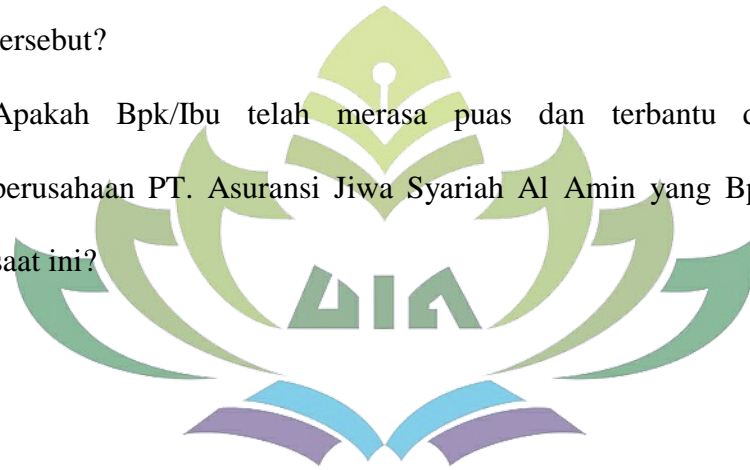 ersebut?
Apakah Bpk/Ibu telah merasa puas dan terbantu
perusahaan PT. Asuransi Jiwa Syariah Al Amin yang
saat ini?
UIN